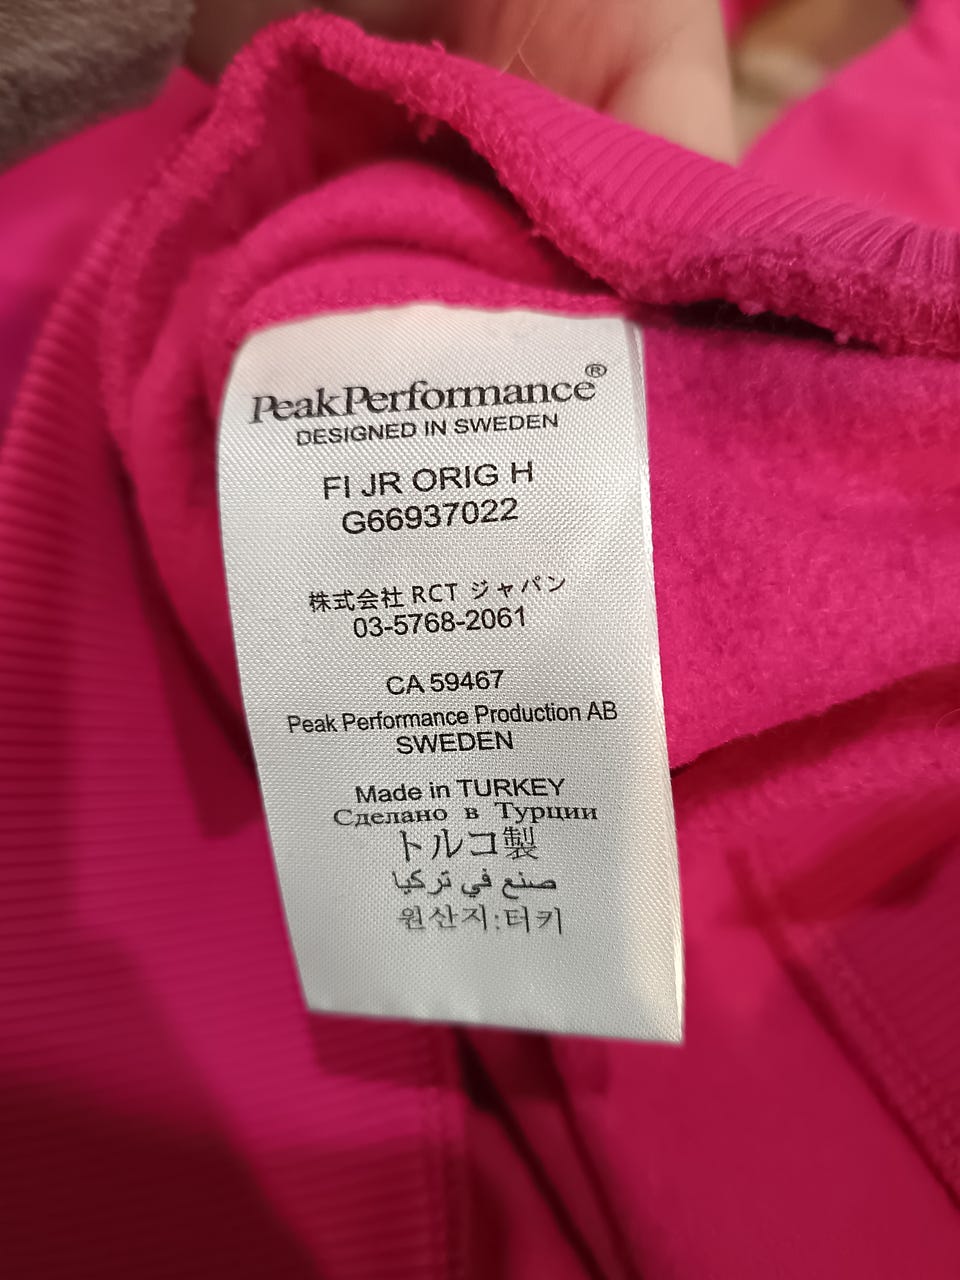 PeakPerformance®
DESIGNED IN SWEDEN
FI JR ORIG H
G66937022
株式会社 RCT ジャパン
03-5768-2061
CA 59467
Peak Performance Production AB
SWEDEN
Made in TURKEY
Сделано в Турции
トルコ製
صنع في تركيا
원산지:터키